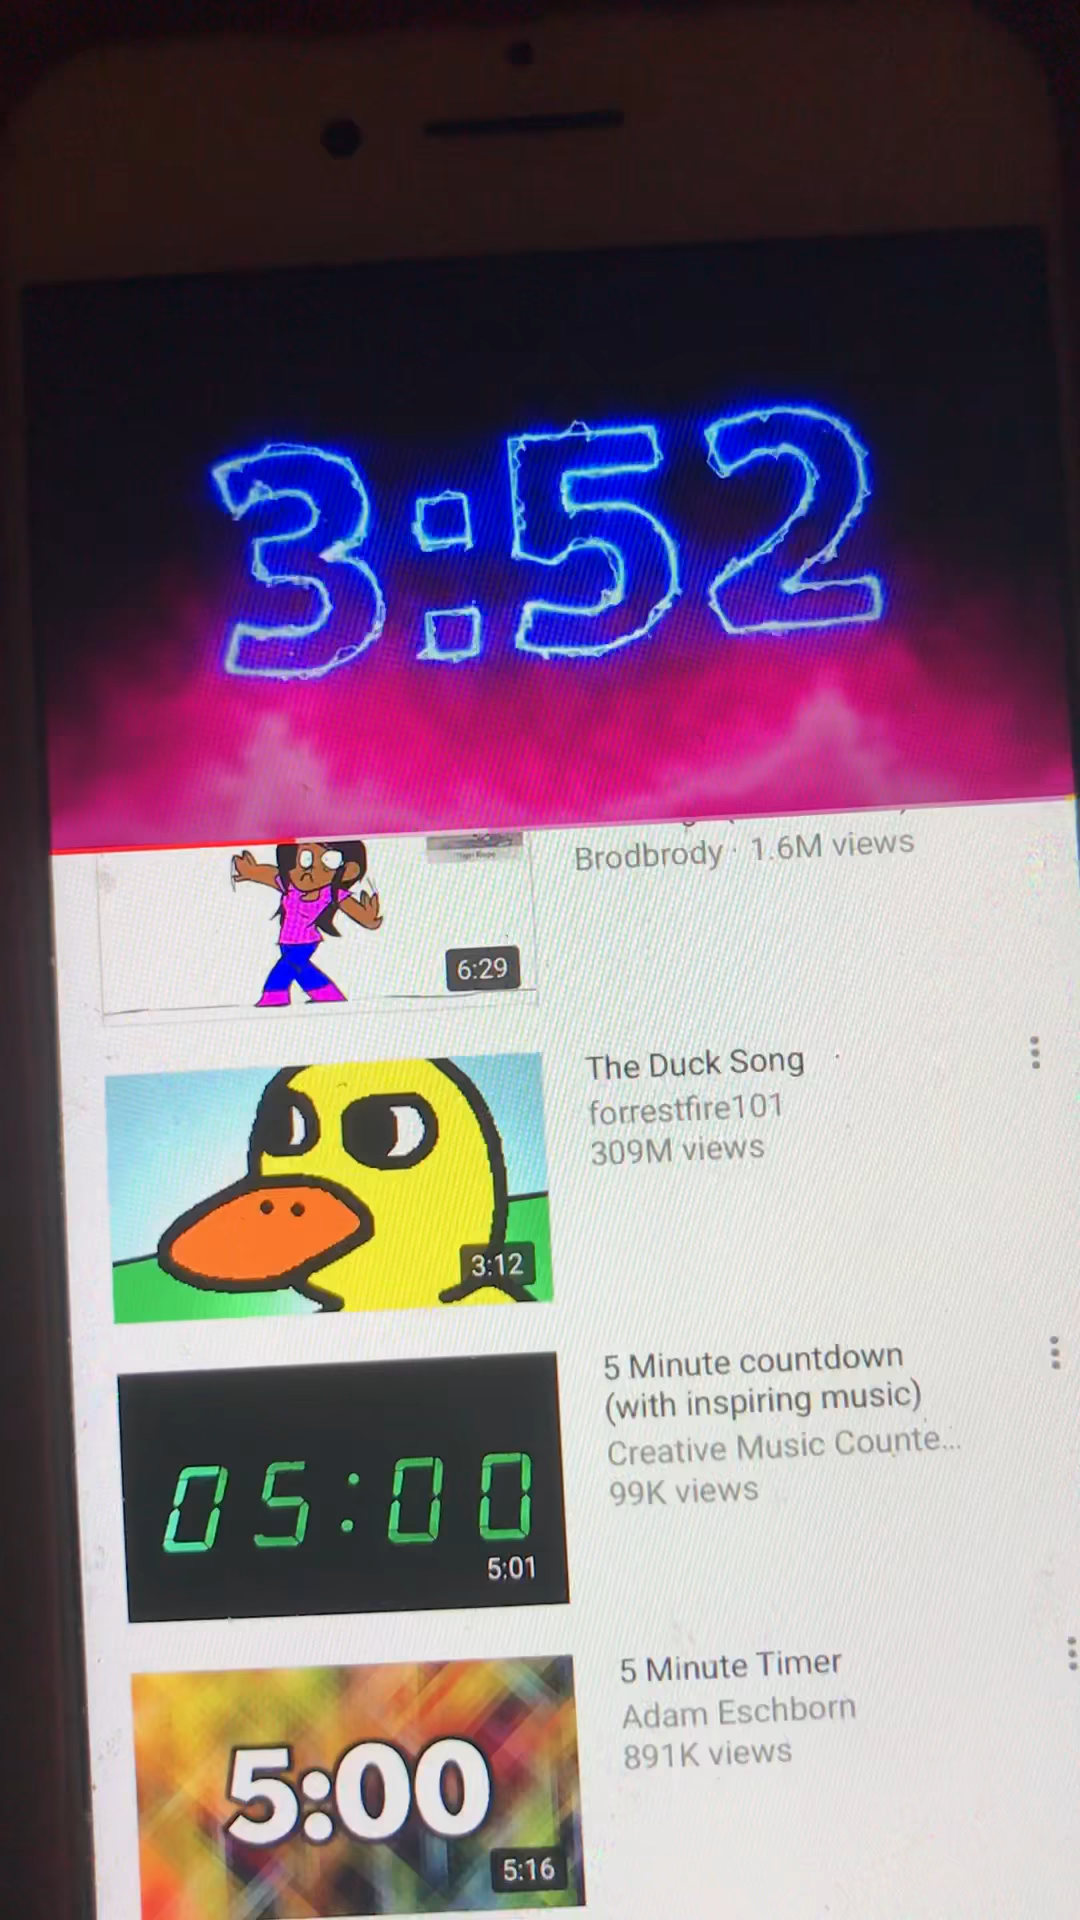 3:52
Brodbrody · 1.6M views
6:29
The Duck Song
forrestfire101
309M views
3:12
5 Minute countdown
(with inspiring music)
Creative Music Counte...
99K views
05:00
5:01
5 Minute Timer
Adam Eschborn
891K views
5:00
5:16